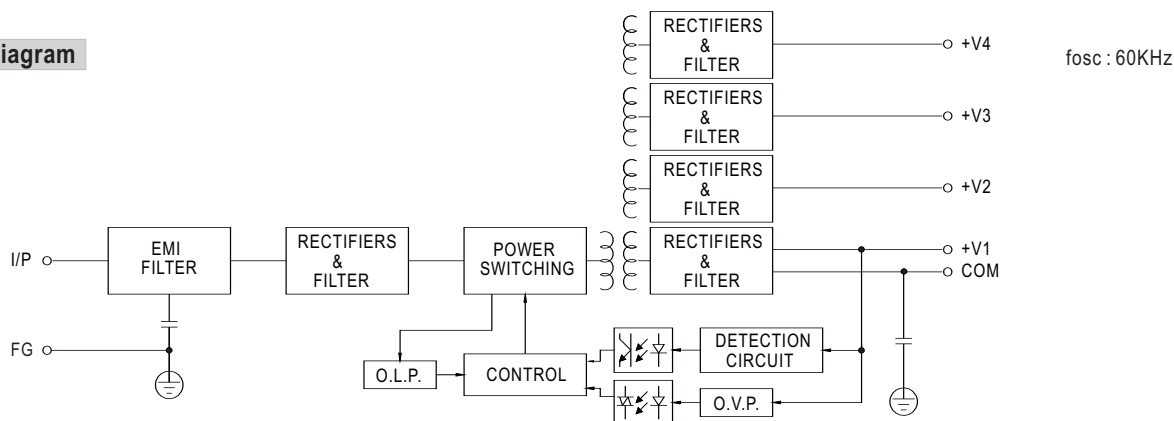 iagram
RECTIFIERS
&
FILTER
+V4
fosc : 60KHz
RECTIFIERS
&
FILTER
+V3
RECTIFIERS
&
FILTER
+V2
I/P
EMI
FILTER
RECTIFIERS
&
FILTER
POWER
SWITCHING
RECTIFIERS
&
FILTER
+V1
COM
FG
O.L.P.
CONTROL
DETECTION
CIRCUIT
O.V.P.